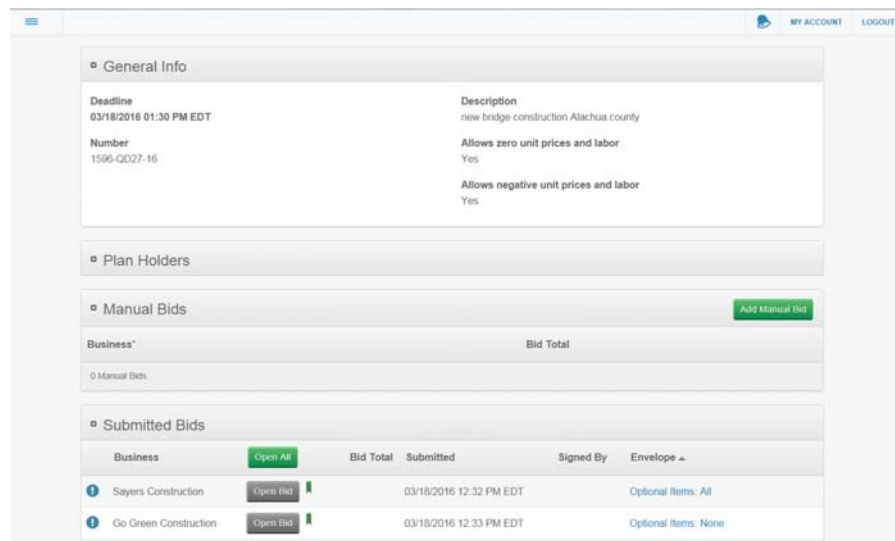 MY ACCOUNT LOGOUT
General Info
Deadline
03/18/2016 01:30 PM EDT
Number
1596-QD27-16
Description
new bridge construction Alachua county
Allows zero unit prices and labor
Yes
Allows negative unit prices and labor
Yes
Plan Holders
Manual Bids Add Manual Bid
Business* Bid Total
0 Manual Bids
Submitted Bids
Business Open All Bid Total Submitted Signed By Envelope
Sayers Construction Open Bid 03/18/2016 12:32 PM EDT Optional Items: All
Go Green Construction Open Bid 03/18/2016 12:33 PM EDT Optional Items: None